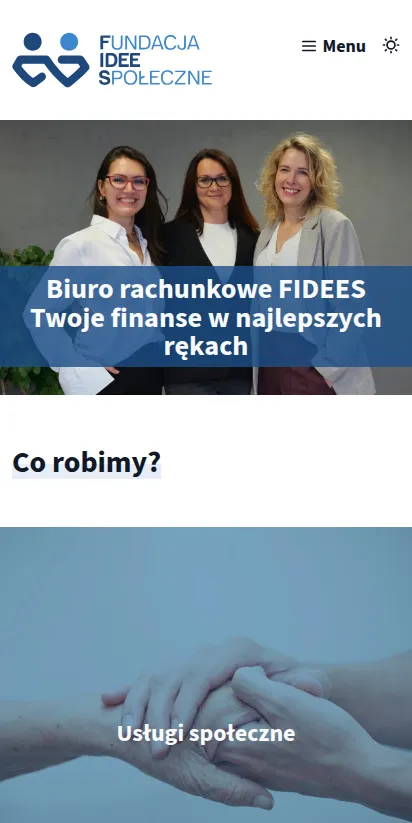 FUNDACJA
IDEE
SPOŁECZNE
Menu
Biuro rachunkowe FIDEES
Twoje finanse w najlepszych
rękach
Co robimy?
Usługi społeczne